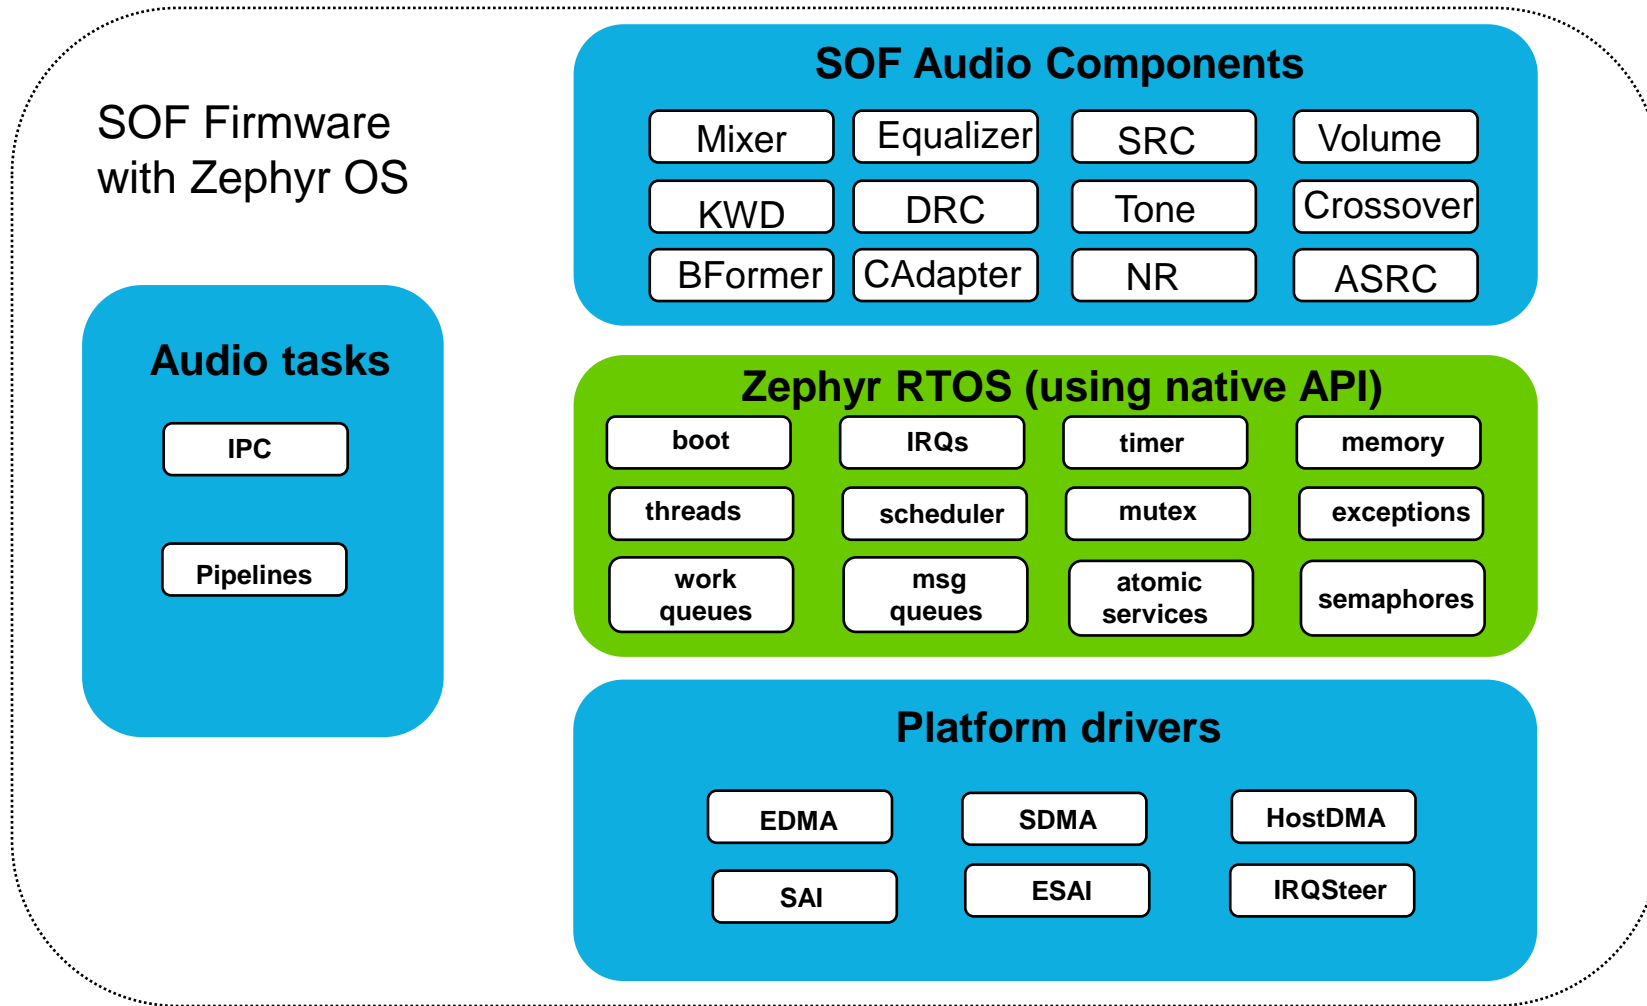 SOF Firmware
with Zephyr OS
SOF Audio Components
Mixer
Equalizer
SRC
Volume
KWD
DRC
Tone
Crossover
BFormer
CAdapter
NR
ASRC
Audio tasks
IPC
Pipelines
Zephyr RTOS (using native API)
boot
IRQs
timer
memory
threads
scheduler
mutex
exceptions
work
queues
msg
queues
atomic
services
semaphores
Platform drivers
EDMA
SDMA
HostDMA
SAI
ESAI
IRQSteer